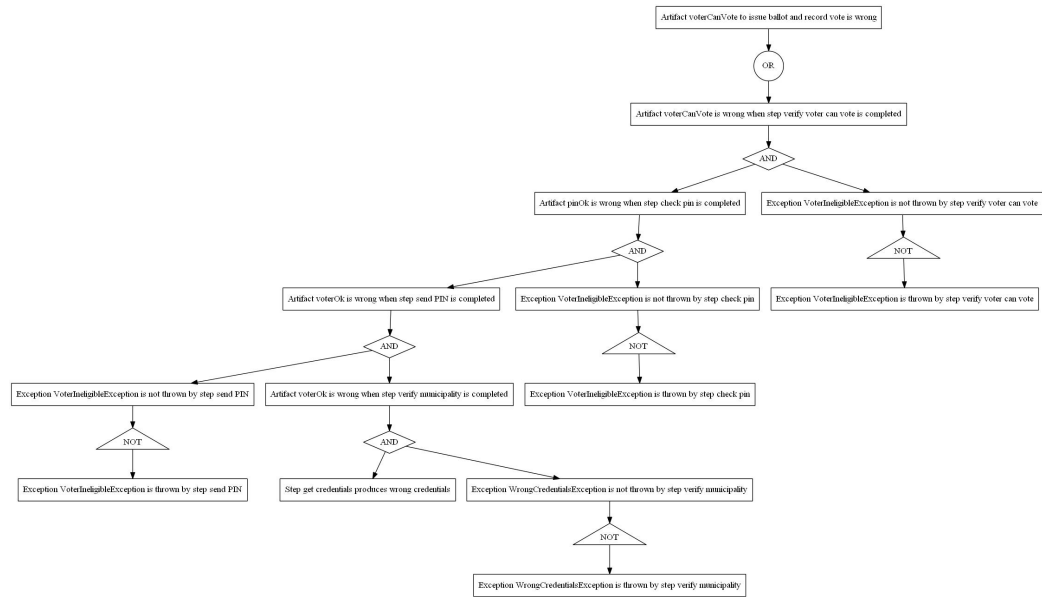 Artifact voterCanVote to issue ballot and record vote is wrong
OR
Artifact voterCanVote is wrong when step verify voter can vote is completed
AND
Artifact pinOk is wrong when step check pin is completed
Exception VoterIneligibleException is not thrown by step verify voter can vote
AND
NOT
Artifact voterOk is wrong when step send PIN is completed
Exception VoterIneligibleException is not thrown by step check pin
Exception VoterIneligibleException is thrown by step verify voter can vote
AND
NOT
Exception VoterIneligibleException is not thrown by step send PIN
Artifact voterOk is wrong when step verify municipality is completed
Exception VoterIneligibleException is thrown by step check pin
NOT
AND
Exception VoterIneligibleException is thrown by step send PIN
Step get credentials produces wrong credentials
Exception WrongCredentialsException is not thrown by step verify municipality
NOT
Exception WrongCredentialsException is thrown by step verify municipality